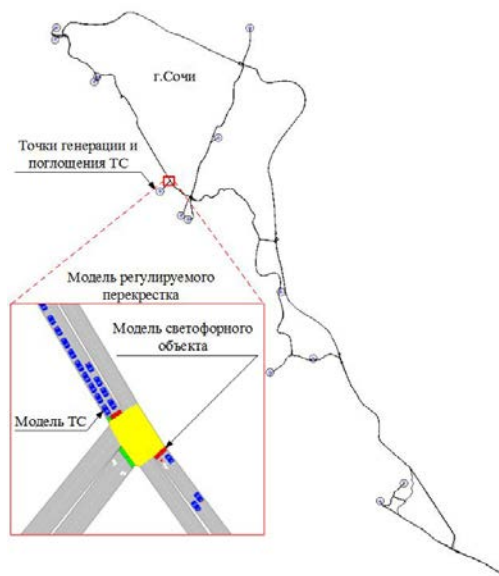 г.Сочи
Точки генерации и
поглощения ТС
Модель регулируемого
перекрестка
Модель светофорного
объекта
Модель ТС